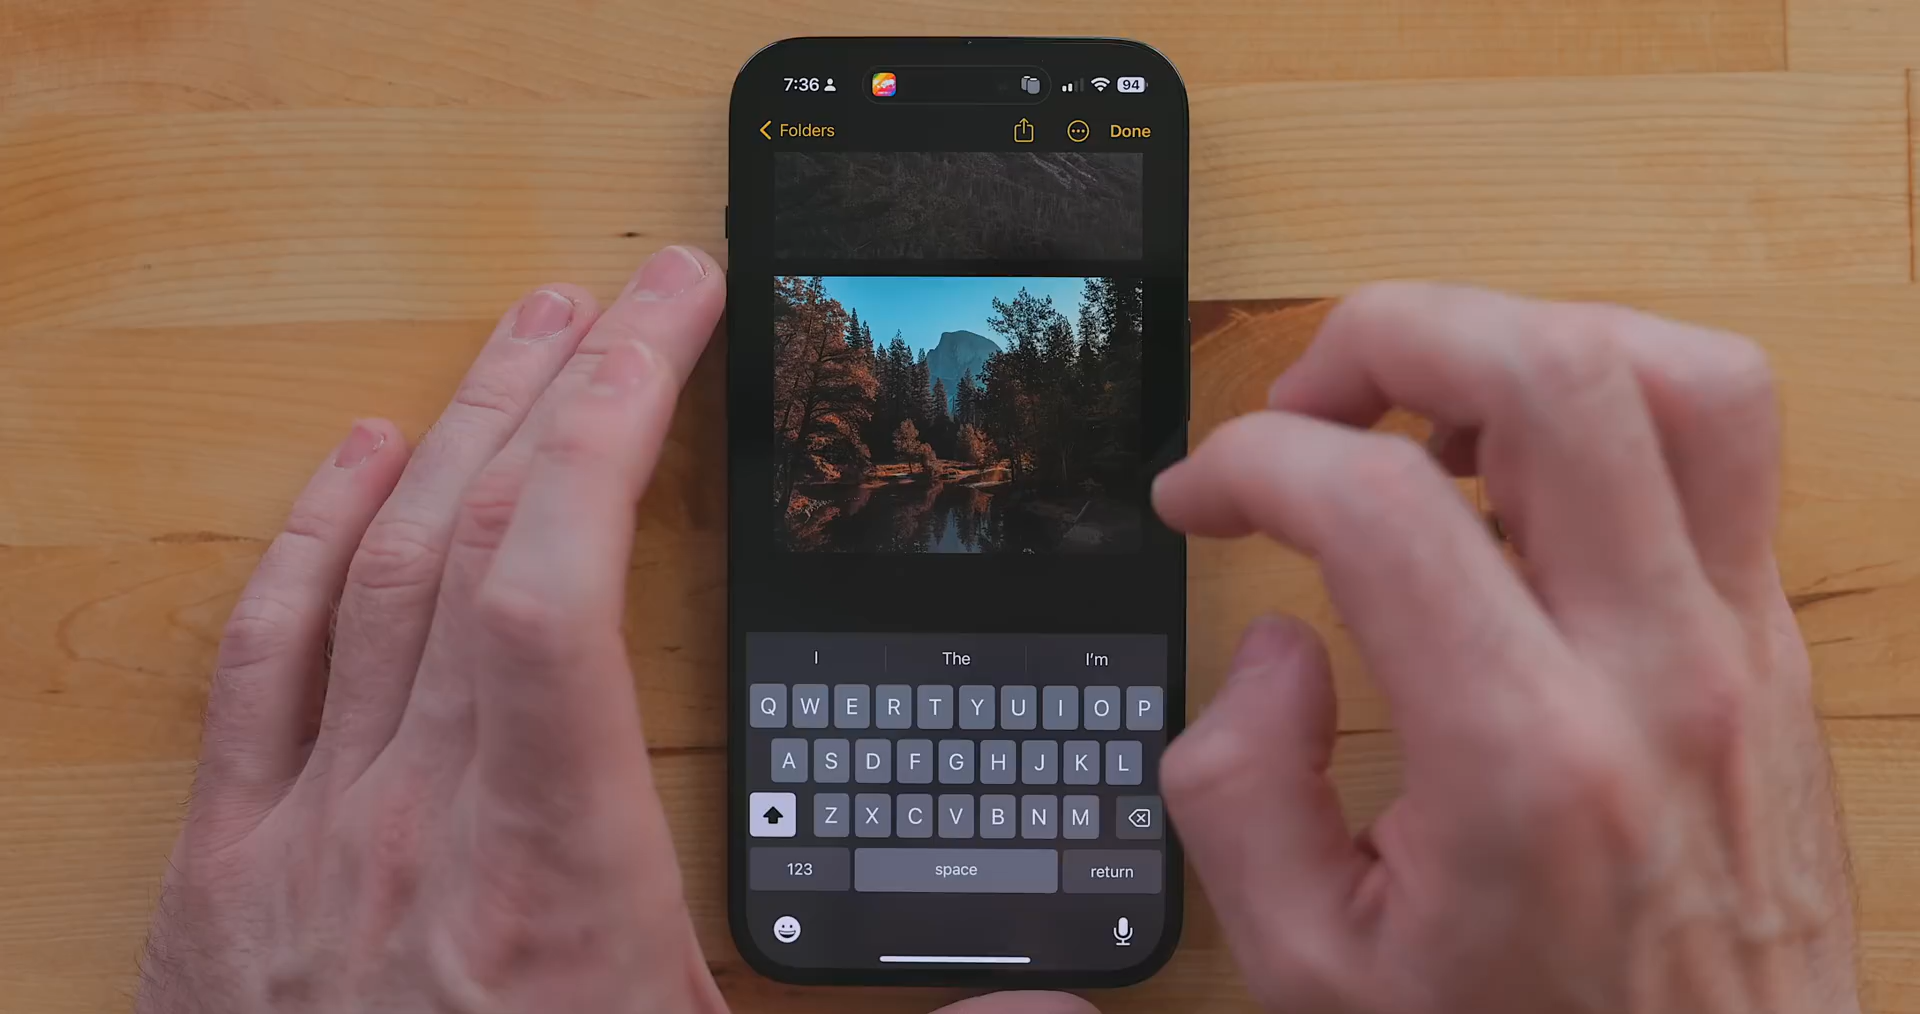 7:36 94
Folders Done
I The I'm
Q W E R T Y U I O P
A S D F G H J K L
Z X C V B N M
123 space return